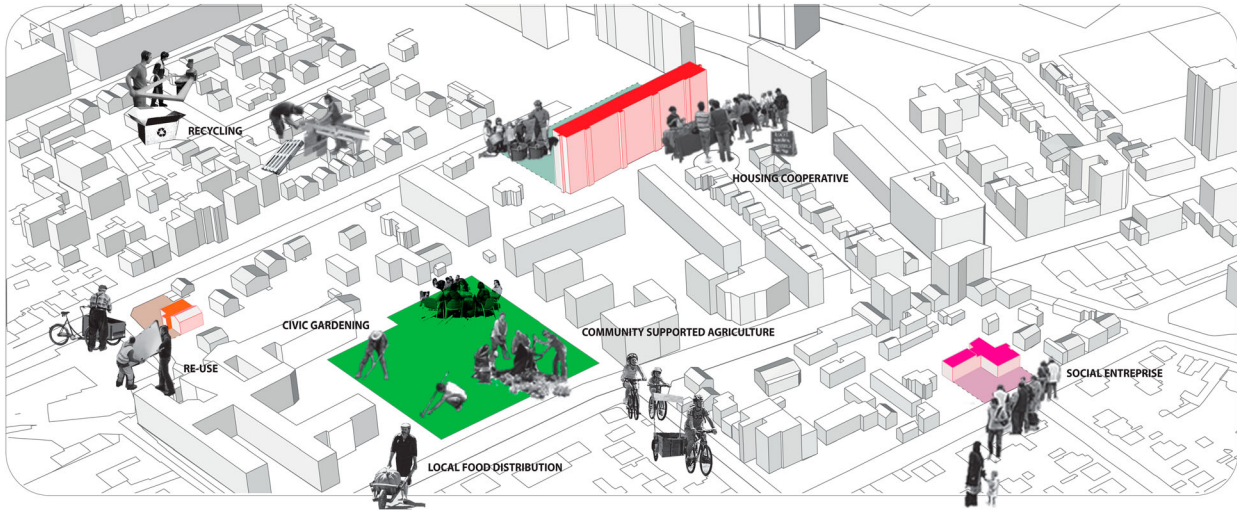 RECYCLING
HOUSING COOPERATIVE
CIVIC GARDENING
COMMUNITY SUPPORTED AGRICULTURE
RE-USE
SOCIAL ENTREPRISE
LOCAL FOOD DISTRIBUTION